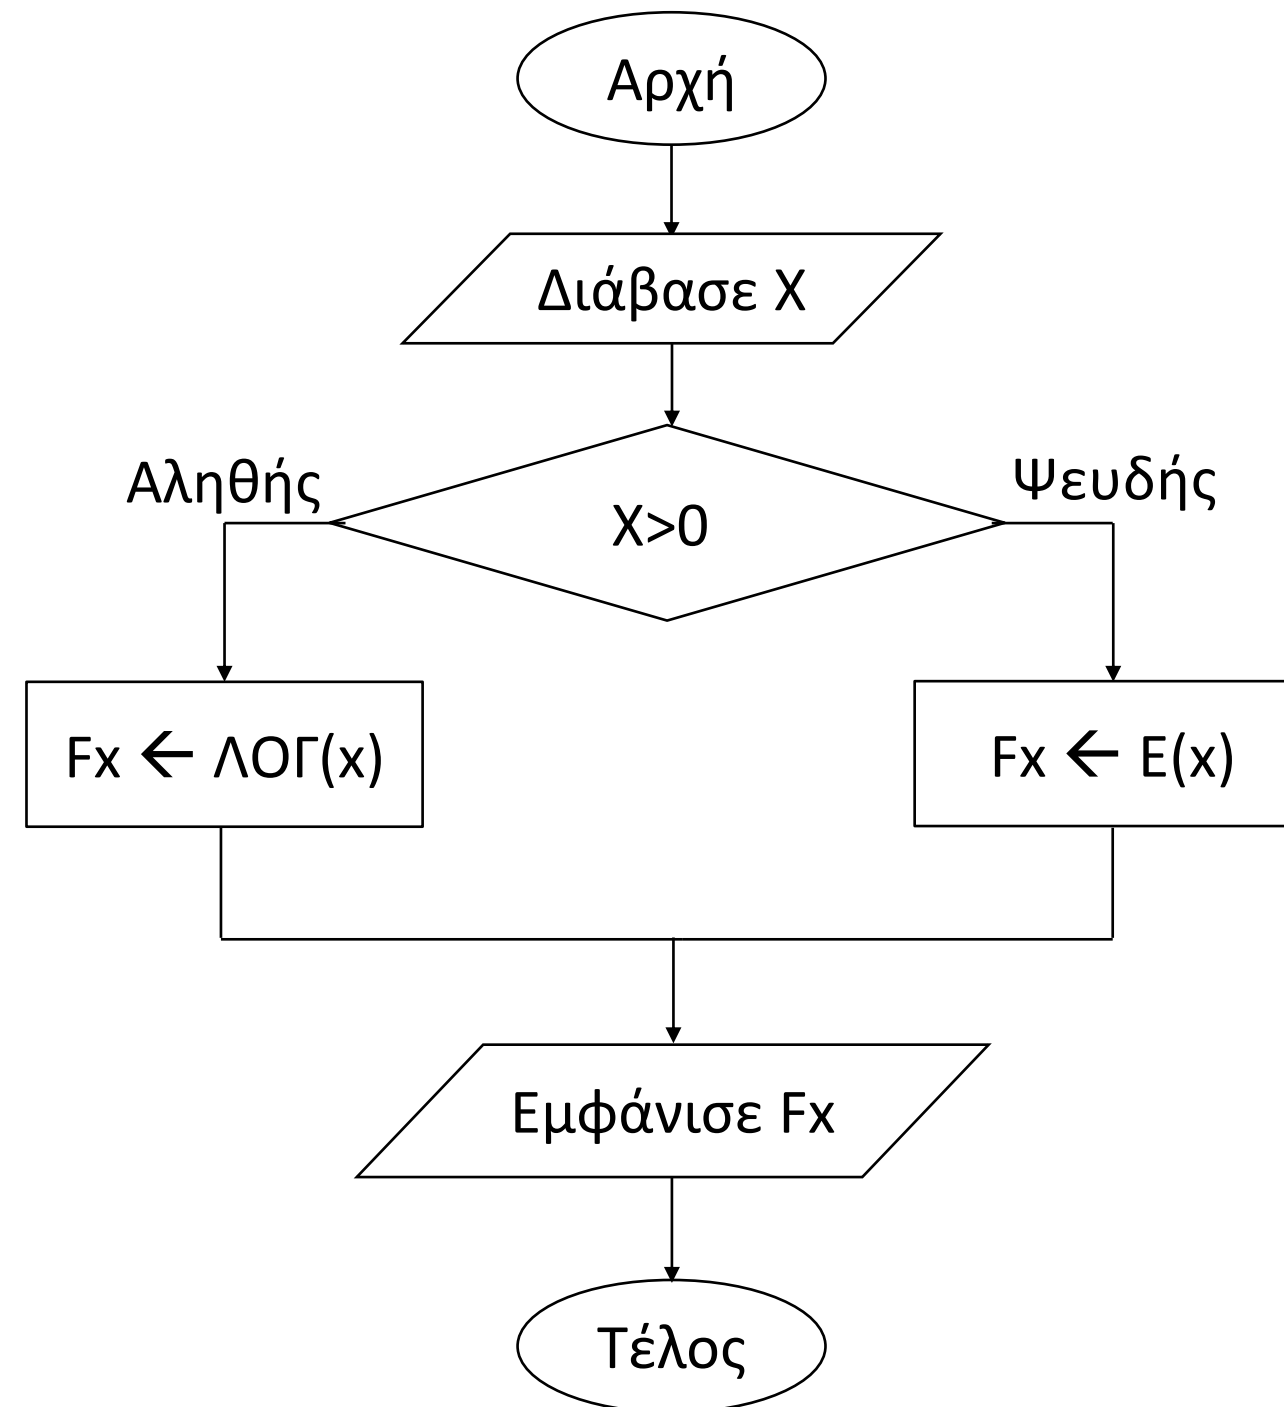 Αρχή
Διάβασε Χ
Αληθής
Ψευδής
Χ>0
Fx ← ΛΟΓ(x)
Fx ← Ε(x)
Εμφάνισε Fx
Τέλος